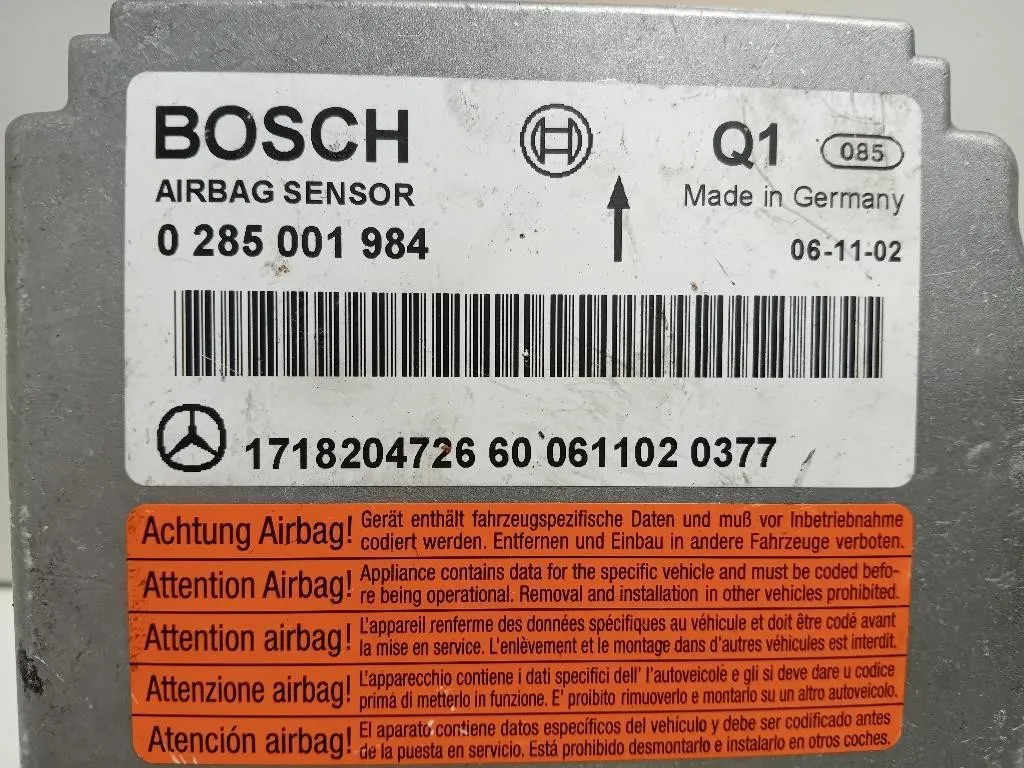 BOSCH
Q1 085
AIRBAG SENSOR
Made in Germany
0 285 001 984
06-11-02
1718204726 60 061102 0377
Achtung Airbag! Gerät enthält fahrzeugspezifische Daten und muß vor Inbetriebnahme
codiert werden. Entfernen und Einbau in andere Fahrzeuge verboten.
Attention Airbag! Appliance contains data for the specific vehicle and must be coded befo-
re being operational. Removal and installation in other vehicles prohibited.
Attention airbag! L'appareil renferme des données spécifiques au véhicule et doit être codé avant
la mise en service. L'enlèvement et le montage dans d'autres véhicules est interdit.
Attenzione airbag! L'apparecchio contiene i dati specifici dell' l'autoveicolo e gli si deve dare u codice
prima di metterlo in funzione. E' proibito rimuoverlo e montarlo su un altro autoveicolo.
Atención airbag! El aparato contiene datos específicos del vehículo y debe ser codificado antes
de la puesta en servicio. Está prohibido desmontarlo e instalarlo en otros coches.